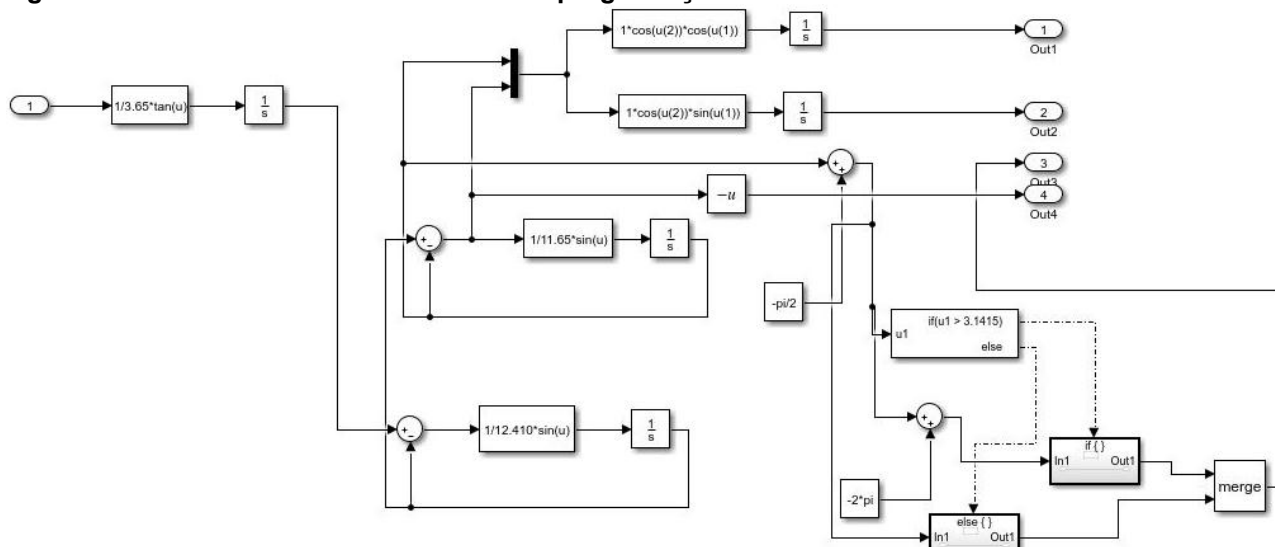 1*cos(u(2))*cos(u(1))
1
s
1
Out1
1
1/3.65*tan(u)
1
s
1*cos(u(2))*sin(u(1))
1
s
2
Out2
+
+
3
Out3
-u
4
Out4
+
-
1/11.65*sin(u)
1
s
-pi/2
u1
if(u1 > 3.1415)
else
+
-
1/12.410*sin(u)
1
s
+
+
if { }
In1
Out1
-2*pi
merge
else { }
In1
Out1